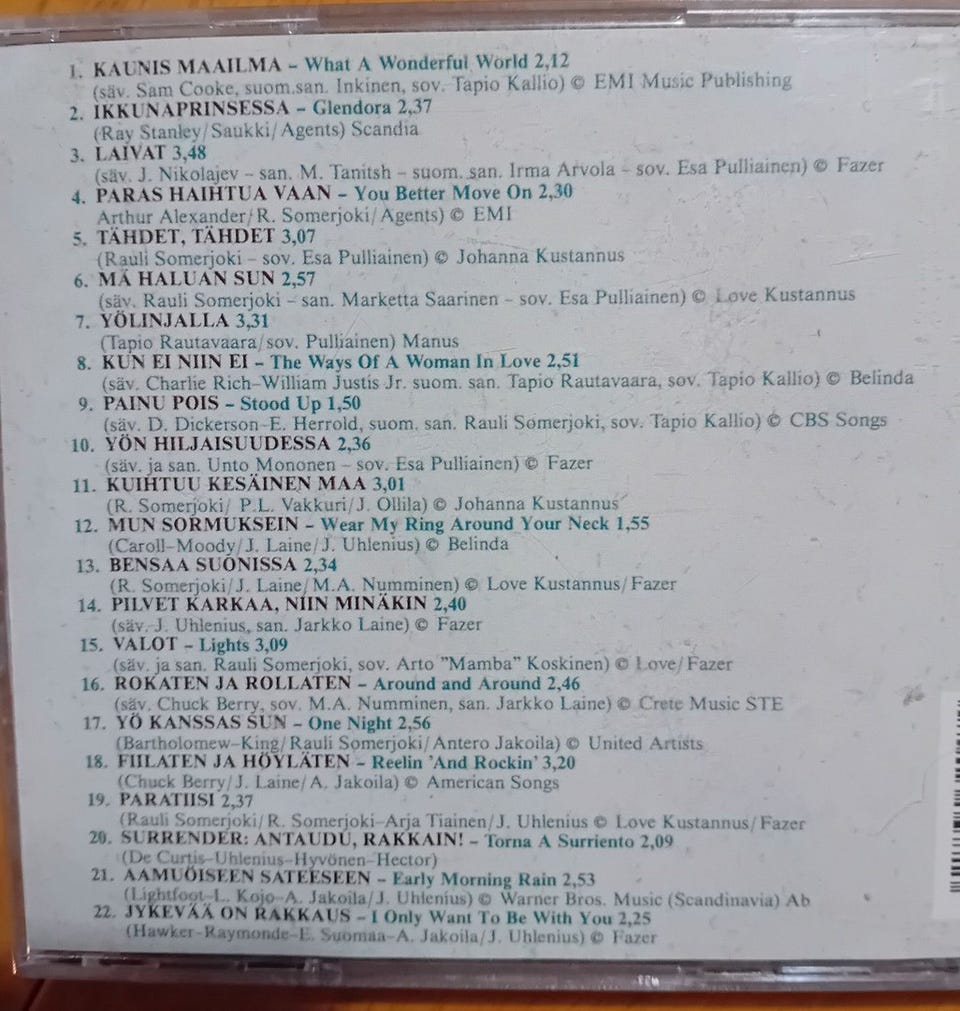 1. KAUNIS MAAILMA – What A Wonderful World 2,12
(säv. Sam Cooke, suom.san. Inkinen, sov. Tapio Kallio) © EMI Music Publishing
2. IKKUNAPRINSESSA – Glendora 2,37
(Ray Stanley/Saukki/Agents) Scandia
3. LAIVAT 3,48
(säv. J. Nikolajev – san. M. Tanitsh – suom. san. Irma Arvola – sov. Esa Pulliainen) © Fazer
4. PARAS HAIHTUA VAAN – You Better Move On 2,30
Arthur Alexander/R. Somerjoki/Agents) © EMI
5. TÄHDET, TÄHDET 3,07
(Rauli Somerjoki – sov. Esa Pulliainen) © Johanna Kustannus
6. MÄ HALUAN SUN 2,57
(säv. Rauli Somerjoki – san. Marketta Saarinen – sov. Esa Pulliainen) © Love Kustannus
7. YÖLINJALLA 3,31
(Tapio Rautavaara/sov. Pulliainen) Manus
8. KUN EI NIIN EI – The Ways Of A Woman In Love 2,51
(säv. Charlie Rich–William Justis Jr. suom. san. Tapio Rautavaara, sov. Tapio Kallio) © Belinda
9. PAINU POIS – Stood Up 1,50
(säv. D. Dickerson–E. Herrold, suom. san. Rauli Somerjoki, sov. Tapio Kallio) © CBS Songs
10. YÖN HILJAISUUDESSA 2,36
(säv. ja san. Unto Mononen – sov. Esa Pulliainen) © Fazer
11. KUIHTUU KESÄINEN MAA 3,01
(R. Somerjoki/ P.L. Vakkuri/J. Ollila) © Johanna Kustannus
12. MUN SORMUKSEIN – Wear My Ring Around Your Neck 1,55
(Caroll–Moody/J. Laine/J. Uhlenius) © Belinda
13. BENSAA SUONISSA 2,34
(R. Somerjoki/J. Laine/M.A. Numminen) © Love Kustannus/Fazer
14. PILVET KARKAA, NIIN MINÄKIN 2,40
(säv. J. Uhlenius, san. Jarkko Laine) © Fazer
15. VALOT – Lights 3,09
(säv. ja san. Rauli Somerjoki, sov. Arto ”Mamba” Koskinen) © Love/Fazer
16. ROKATEN JA ROLLATEN – Around and Around 2,46
(säv. Chuck Berry, sov. M.A. Numminen, san. Jarkko Laine) © Crete Music STE
17. YÖ KANSSAS SUN – One Night 2,56
(Bartholomew–King/Rauli Somerjoki/Antero Jakoila) © United Artists
18. FIILATEN JA HÖYLÄTEN – Reelin 'And Rockin' 3,20
(Chuck Berry/J. Laine/A. Jakoila) © American Songs
19. PARATIISI 2,37
(Rauli Somerjoki/R. Somerjoki–Arja Tiainen/J. Uhlenius © Love Kustannus/Fazer
20. SURRENDER: ANTAUDU, RAKKAIN! – Torna A Surriento 2,09
(De Curtis–Uhlenius–Hyvönen–Hector)
21. AAMUÖISEEN SATEESEEN – Early Morning Rain 2,53
(Lightfoot–L. Kojo–A. Jakoila/J. Uhlenius) © Warner Bros. Music (Scandinavia) Ab
22. JYKEVÄÄ ON RAKKAUS – I Only Want To Be With You 2,25
(Hawker–Raymonde–E. Suomaa–A. Jakoila/J. Uhlenius) © Fazer